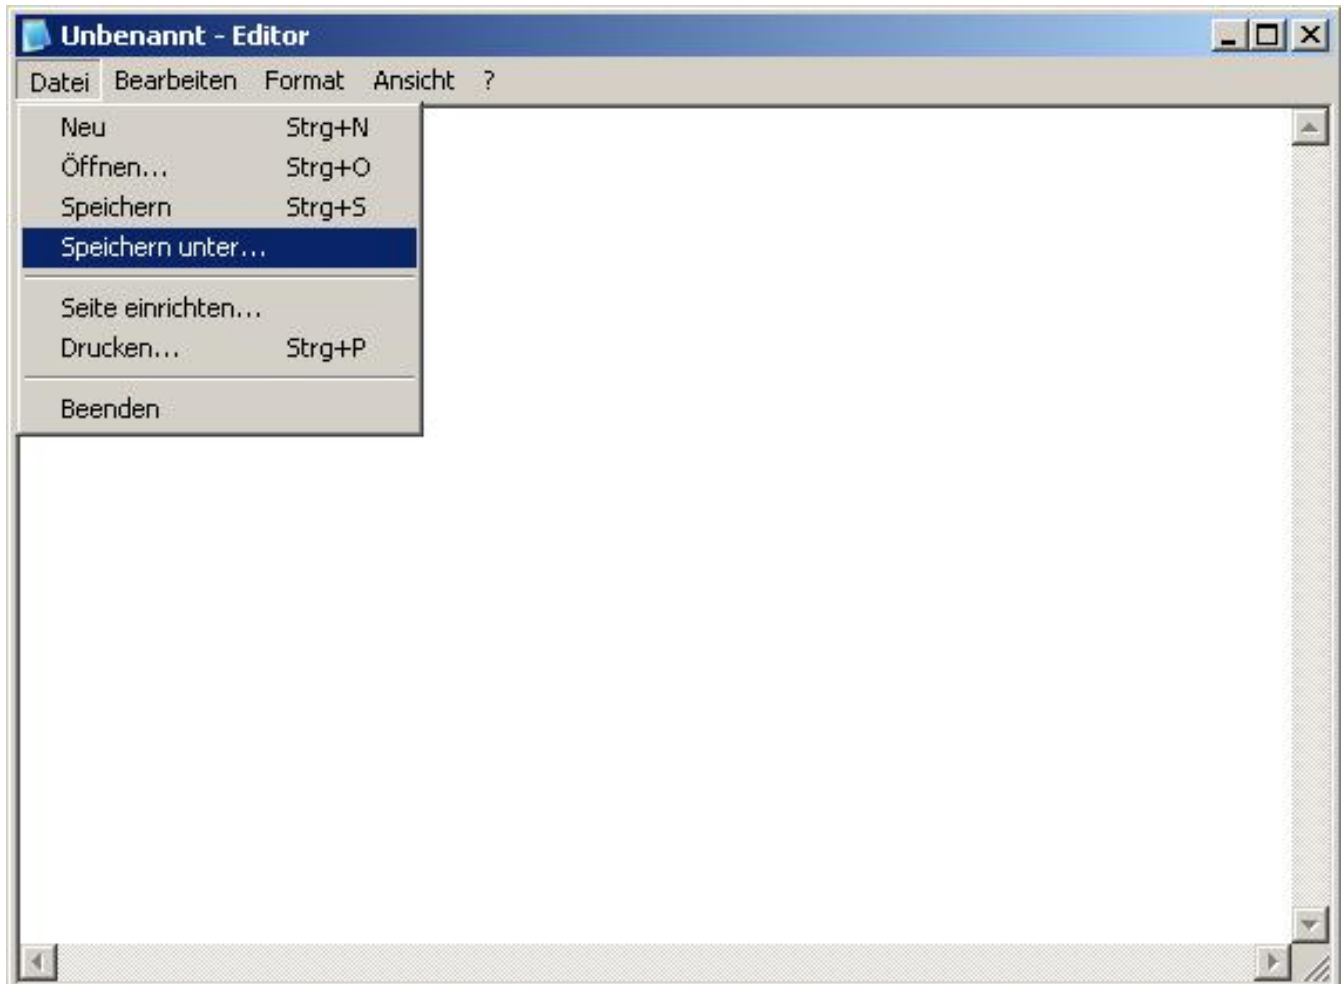 Unbenannt - Editor
Datei Bearbeiten Format Ansicht ?
Neu Strg+N
Öffnen... Strg+O
Speichern Strg+S
Speichern unter...
Seite einrichten...
Drucken... Strg+P
Beenden